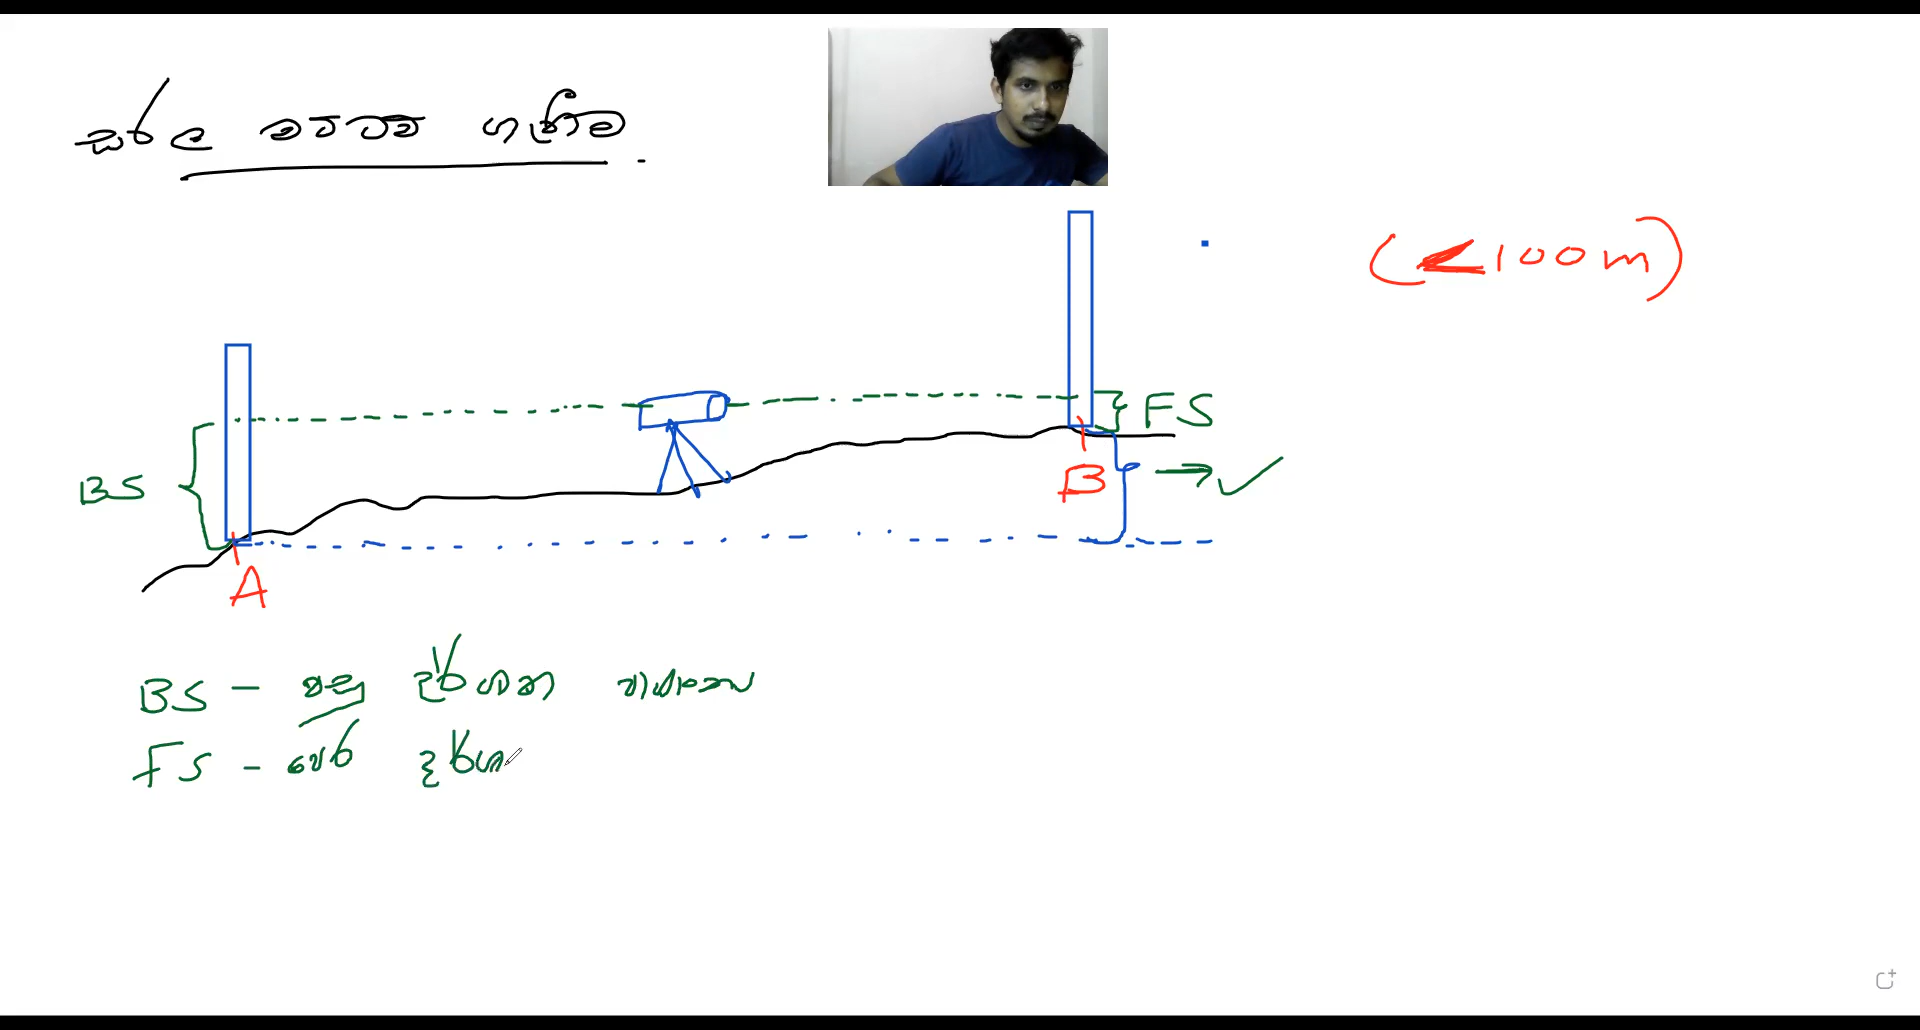 සරල මට්ටම් ගැනීම.
(<100m)
FS
BS
B
A
BS - පසු දර්ශන පාඨාංකය
FS - පෙර දර්ශ